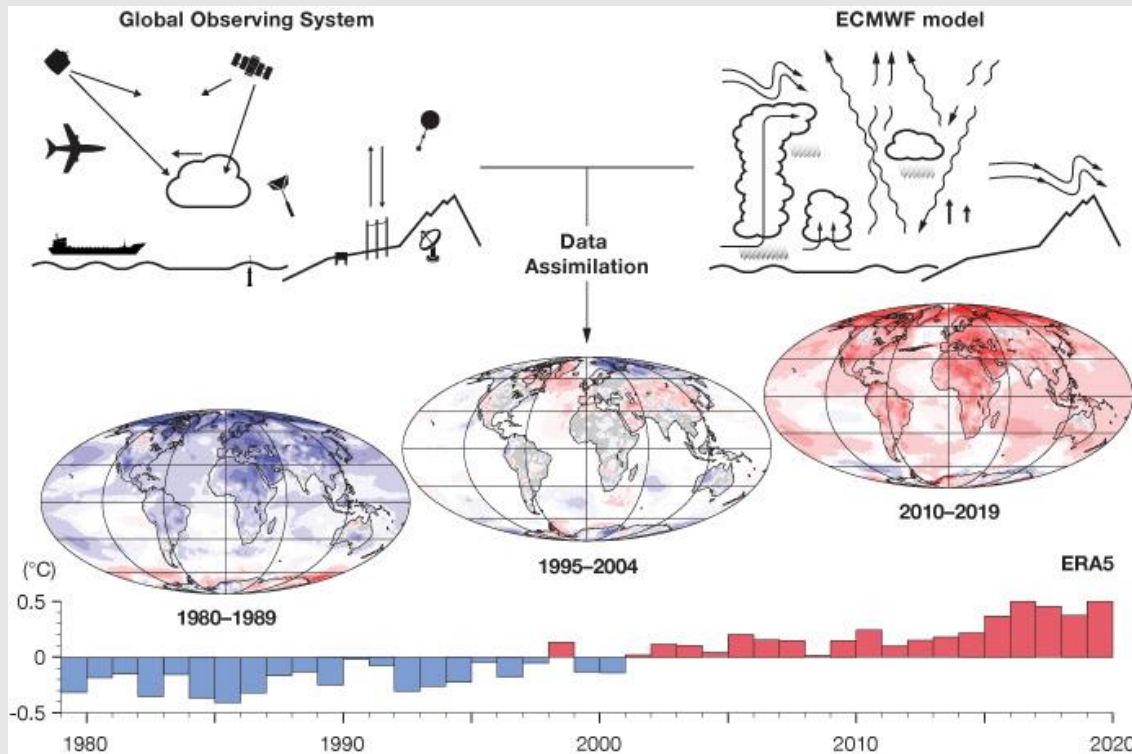 Global Observing System
ECMWF model
Data
Assimilation
2010–2019
1995–2004
ERA5
(°C)
1980–1989
0.5
0
-0.5
1980
1990
2000
2010
2020